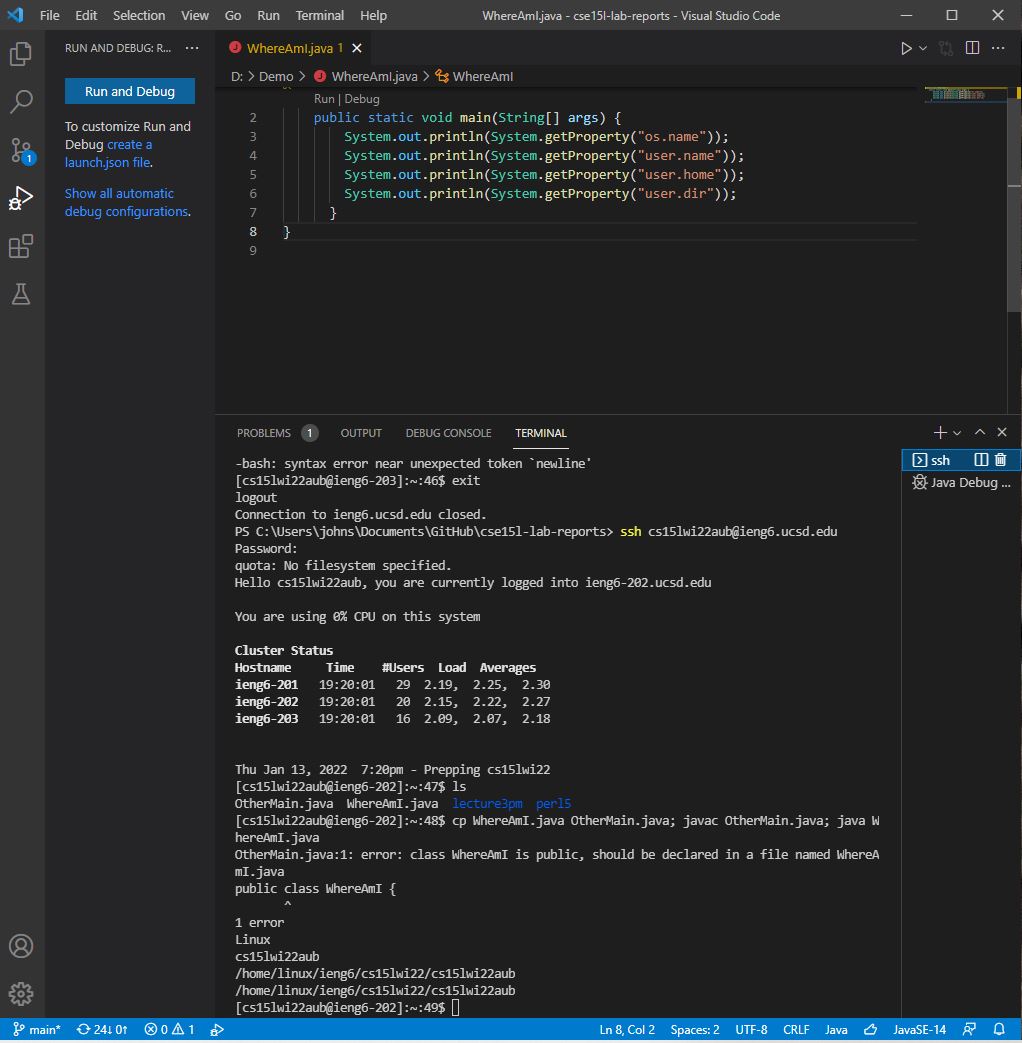 File Edit Selection View Go Run Terminal Help WhereAmI.java - cse15l-lab-reports - Visual Studio Code
RUN AND DEBUG: R... ···
Run and Debug
To customize Run and
Debug create a
launch.json file.
Show all automatic
debug configurations.
1
WhereAmI.java 1
D: > Demo > WhereAmI.java > WhereAmI
Run | Debug
2 public static void main(String[] args) {
3 System.out.println(System.getProperty("os.name"));
4 System.out.println(System.getProperty("user.name"));
5 System.out.println(System.getProperty("user.home"));
6 System.out.println(System.getProperty("user.dir"));
7 }
8 }
9
PROBLEMS 1 OUTPUT DEBUG CONSOLE TERMINAL
ssh
Java Debug ...
-bash: syntax error near unexpected token `newline'
[cs15lwi22aub@ieng6-203]:~:46$ exit
logout
Connection to ieng6.ucsd.edu closed.
PS C:\Users\johns\Documents\GitHub\cse15l-lab-reports> ssh cs15lwi22aub@ieng6.ucsd.edu
Password:
quota: No filesystem specified.
Hello cs15lwi22aub, you are currently logged into ieng6-202.ucsd.edu
You are using 0% CPU on this system
Cluster Status
Hostname Time #Users Load Averages
ieng6-201 19:20:01 29 2.19, 2.25, 2.30
ieng6-202 19:20:01 20 2.15, 2.22, 2.27
ieng6-203 19:20:01 16 2.09, 2.07, 2.18
Thu Jan 13, 2022 7:20pm - Prepping cs15lwi22
[cs15lwi22aub@ieng6-202]:~:47$ ls
OtherMain.java WhereAmI.java lecture3pm perl5
[cs15lwi22aub@ieng6-202]:~:48$ cp WhereAmI.java OtherMain.java; javac OtherMain.java; java W
hereAmI.java
OtherMain.java:1: error: class WhereAmI is public, should be declared in a file named WhereA
mI.java
public class WhereAmI {
^
1 error
Linux
cs15lwi22aub
/home/linux/ieng6/cs15lwi22/cs15lwi22aub
/home/linux/ieng6/cs15lwi22/cs15lwi22aub
[cs15lwi22aub@ieng6-202]:~:49$
main* 24↓ 0↑ 0 1 Ln 8, Col 2 Spaces: 2 UTF-8 CRLF Java JavaSE-14